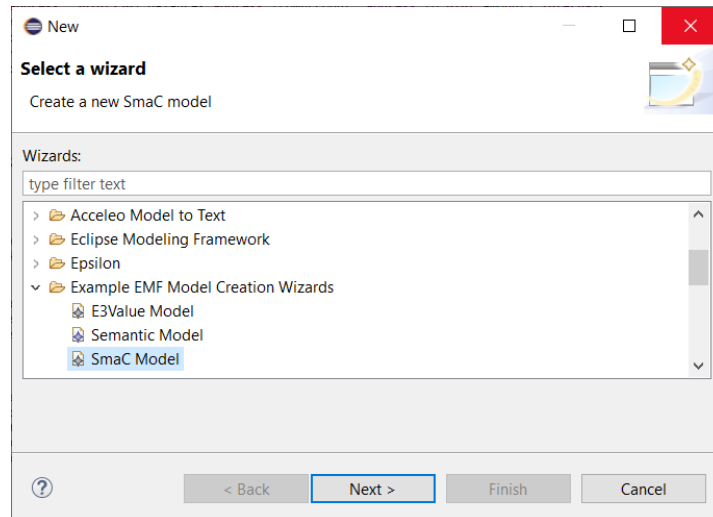 New
Select a wizard
Create a new SmaC model
Wizards:
type filter text
Acceleo Model to Text
Eclipse Modeling Framework
Epsilon
Example EMF Model Creation Wizards
E3Value Model
Semantic Model
SmaC Model
? < Back Next > Finish Cancel